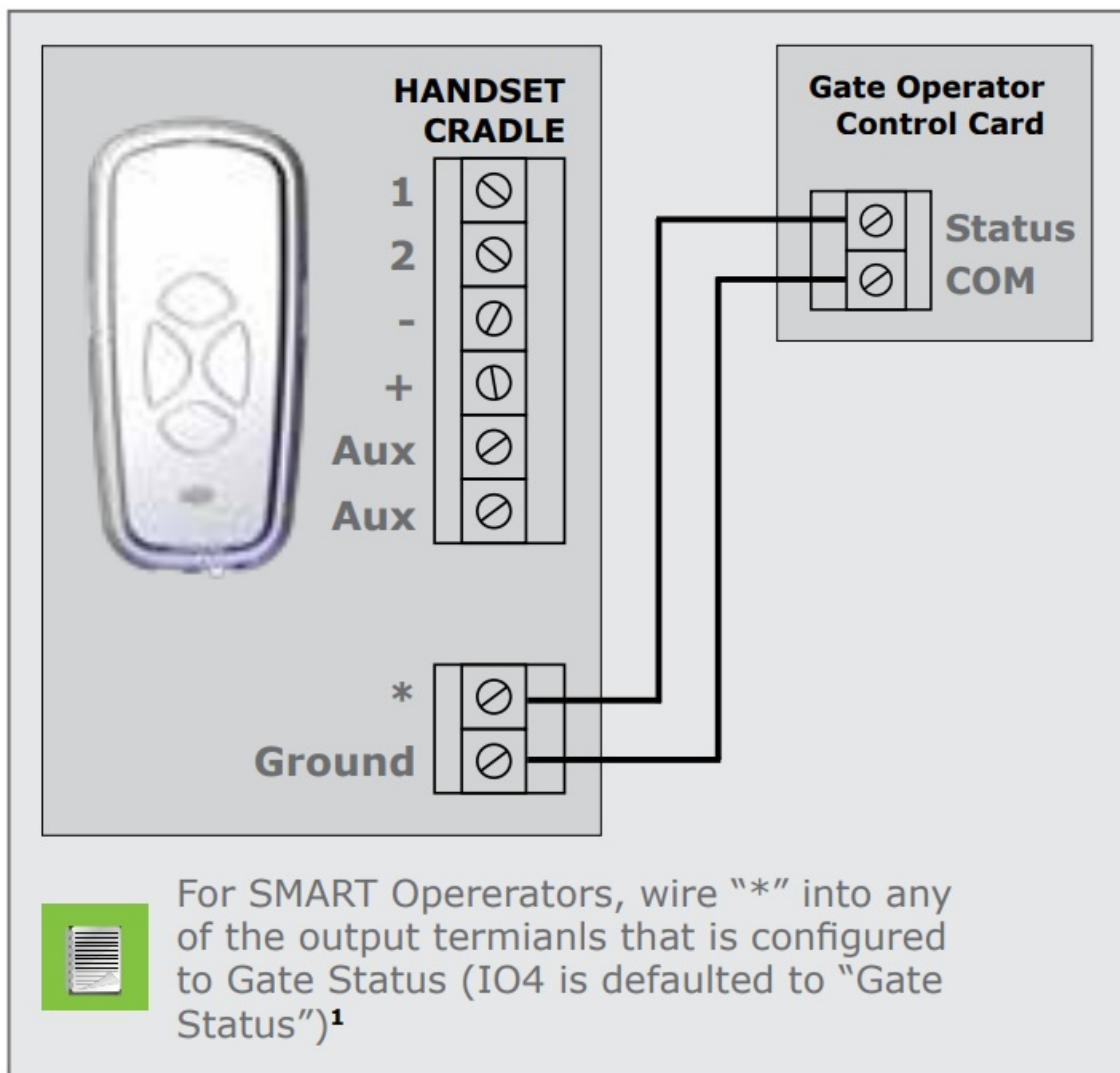 HANDSET
CRADLE
1
2
-
+
Aux
Aux
*
Ground
Gate Operator
Control Card
Status
COM
For SMART Opererators, wire “*” into any
of the output termianls that is configured
to Gate Status (IO4 is defaulted to “Gate
Status”)1